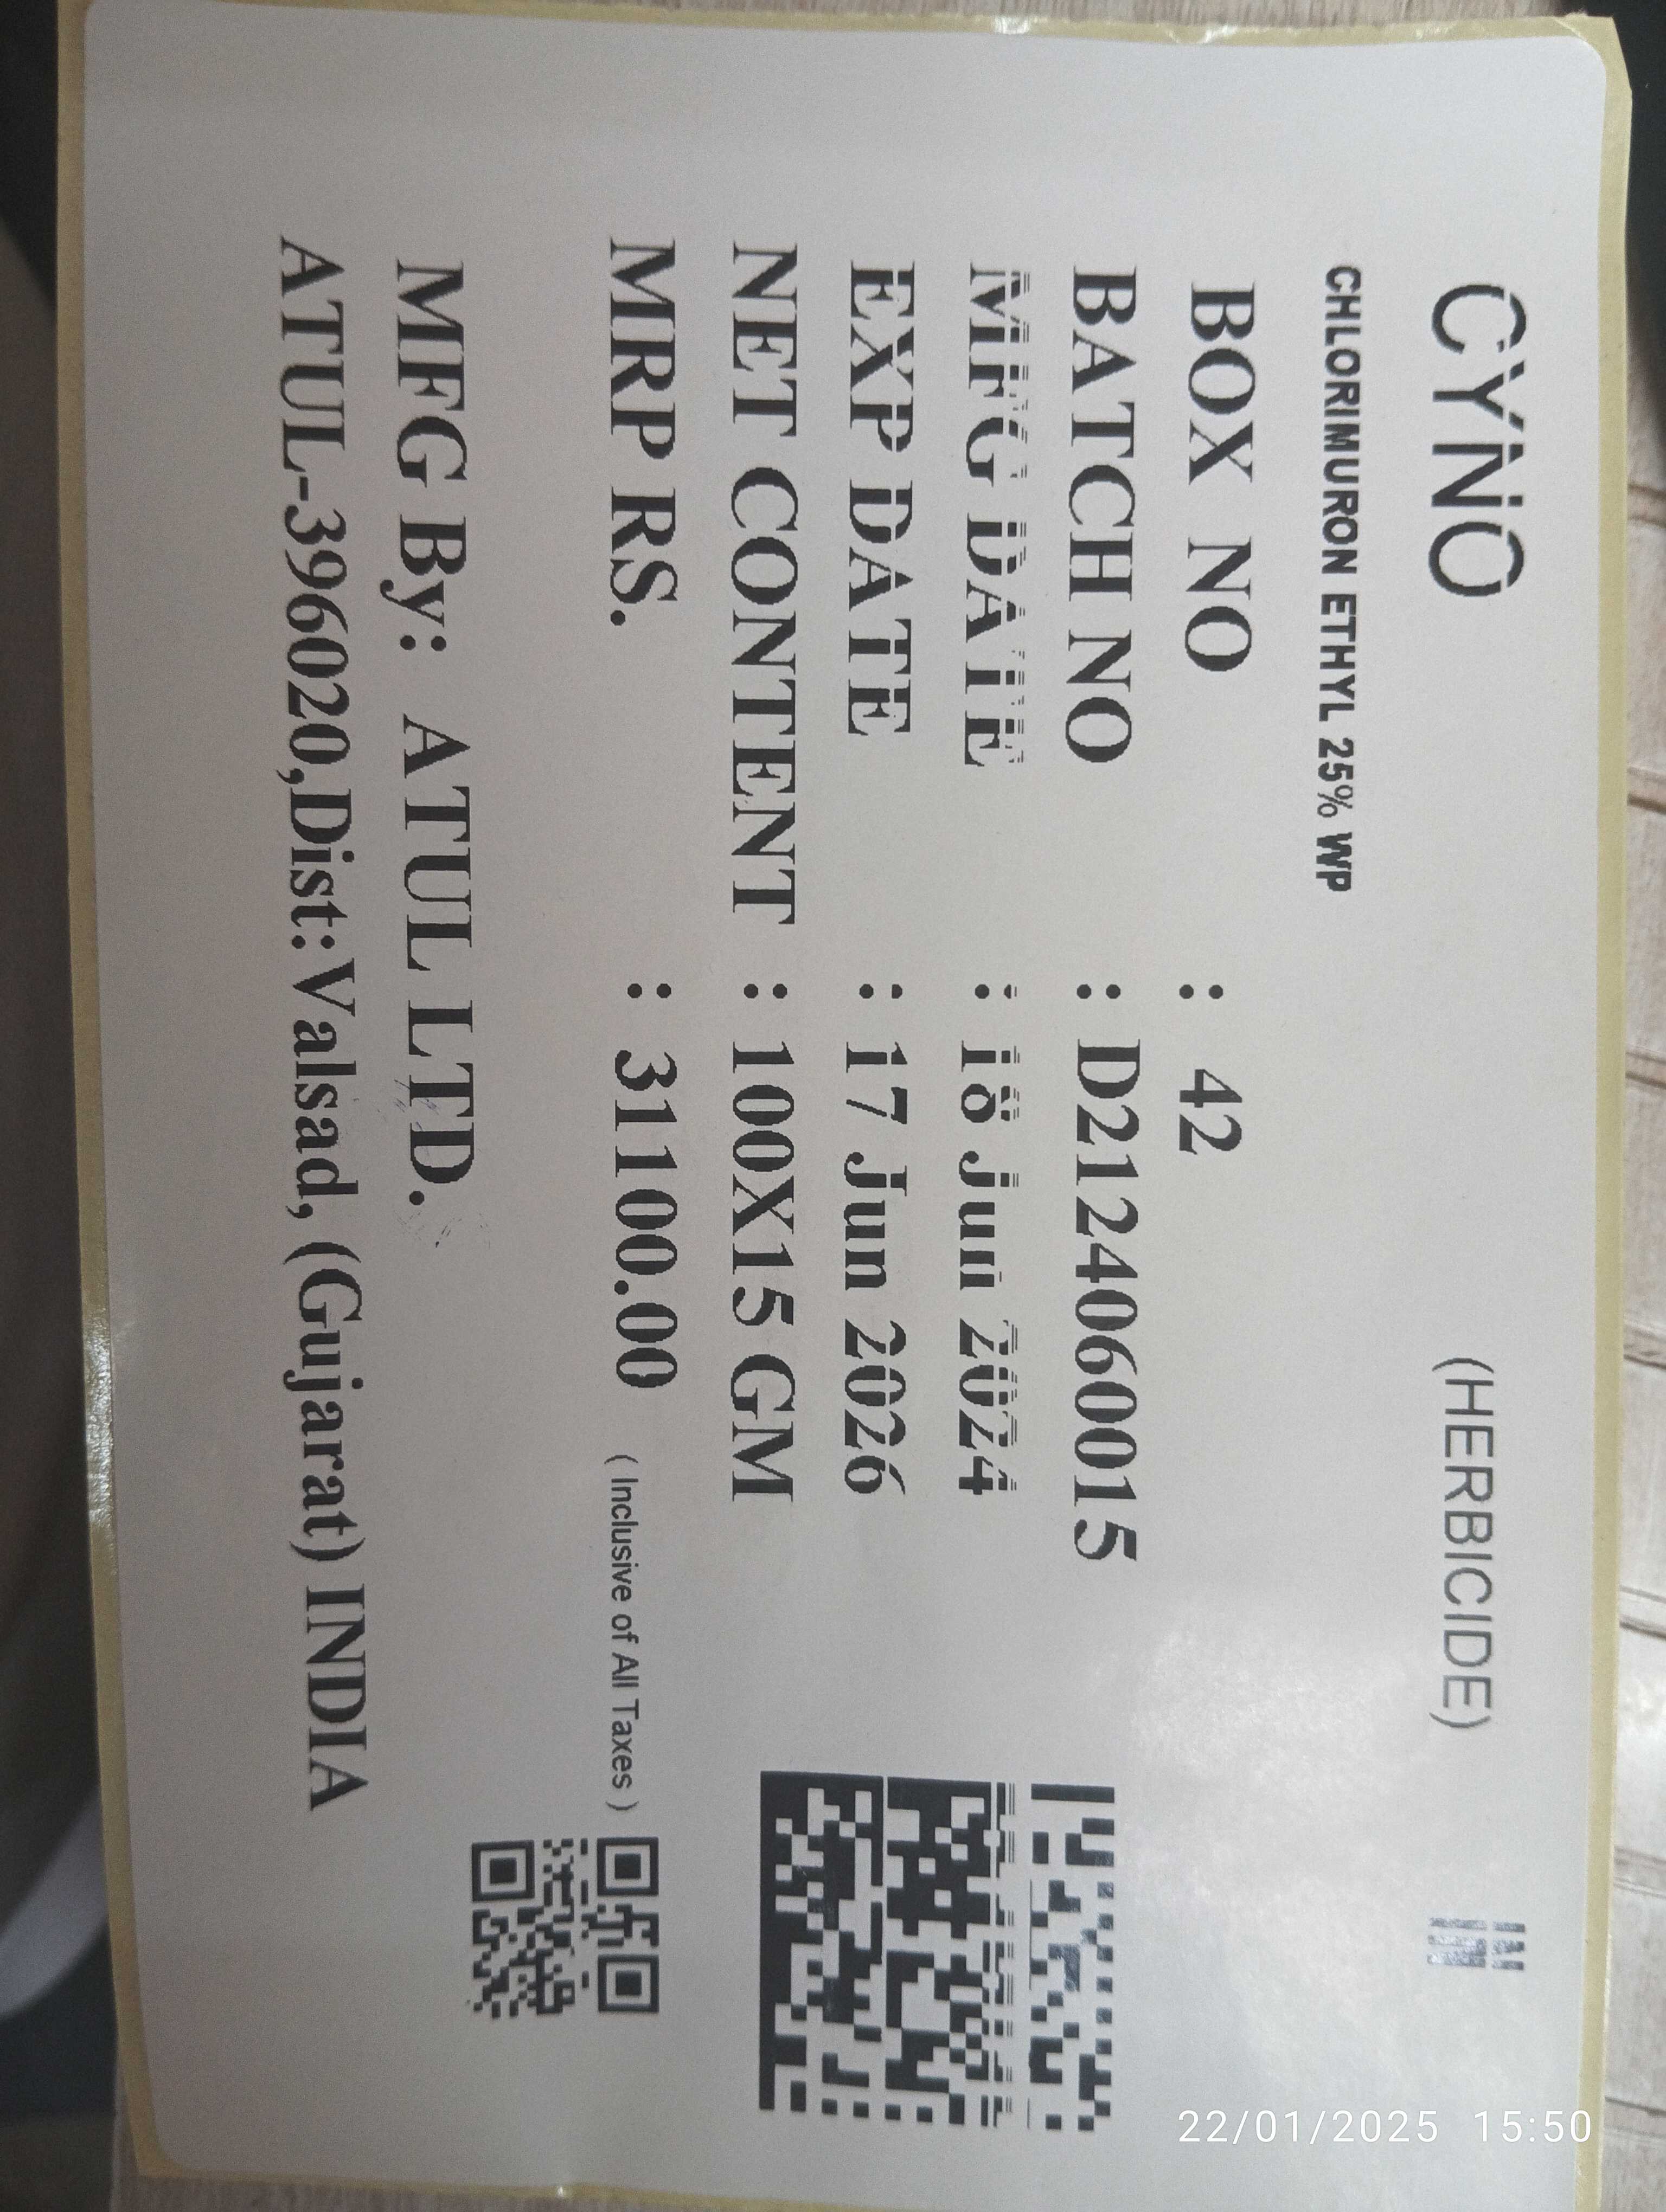 CYNO (HERBICIDE)
CHLORIMURON ETHYL 25% WP
BOX NO : 42
BATCH NO : D2124060015
MFG DATE : 18 Jun 2024
EXP DATE : 17 Jun 2026
NET CONTENT : 100X15 GM
MRP RS. : 31100.00 ( Inclusive of All Taxes )
MFG By: ATUL LTD.
ATUL-396020,Dist:Valsad, (Gujarat) INDIA
22/01/2025 15:50